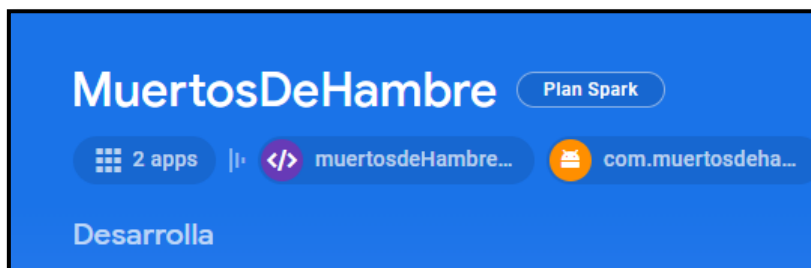 MuertosDeHambre Plan Spark
2 apps </> muertosdeHambre... com.muertosdeha...
Desarrolla